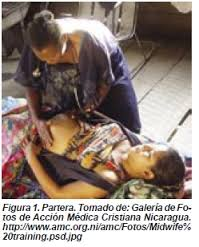 Figura 1. Partera. Tomado de: Galería de Fo-
tos de Acción Médica Cristiana Nicaragua.
http://www.amc.org.ni/amc/Fotos/Midwife%
20training.psd.jpg